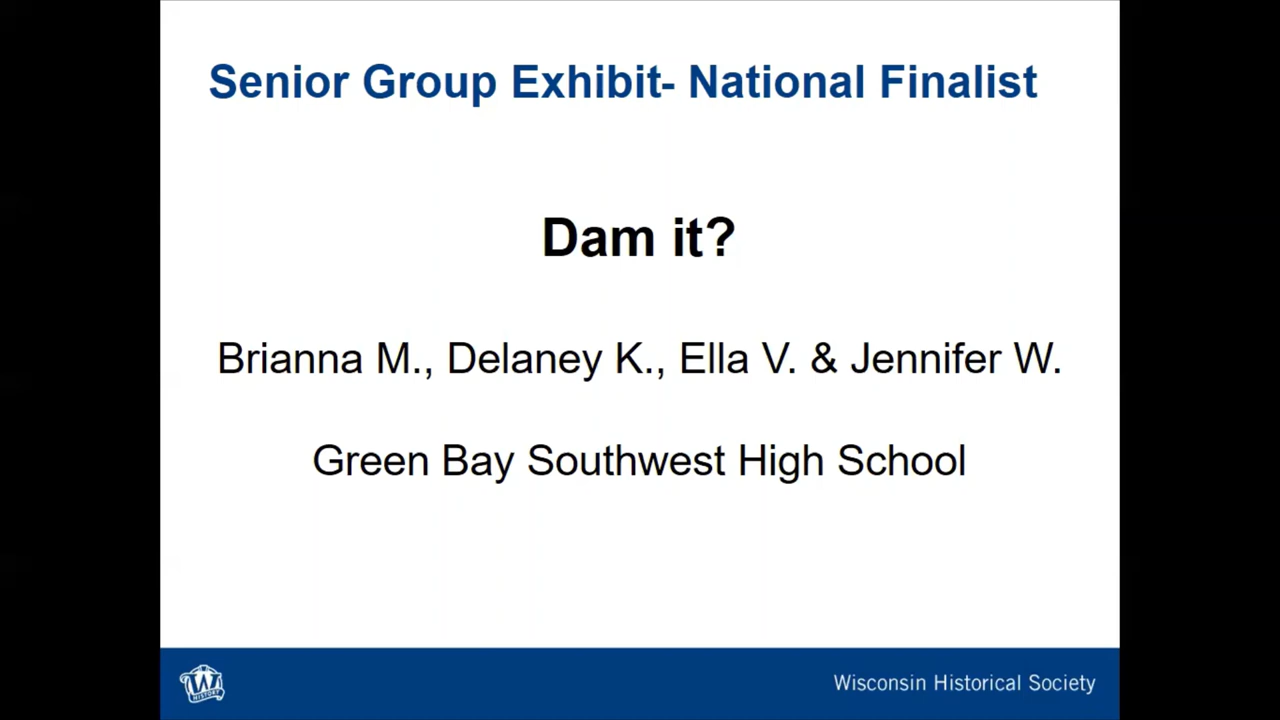 Senior Group Exhibit- National Finalist
Dam it?
Brianna M., Delaney K., Ella V. & Jennifer W.
Green Bay Southwest High School
W
HISTORY
Wisconsin Historical Society